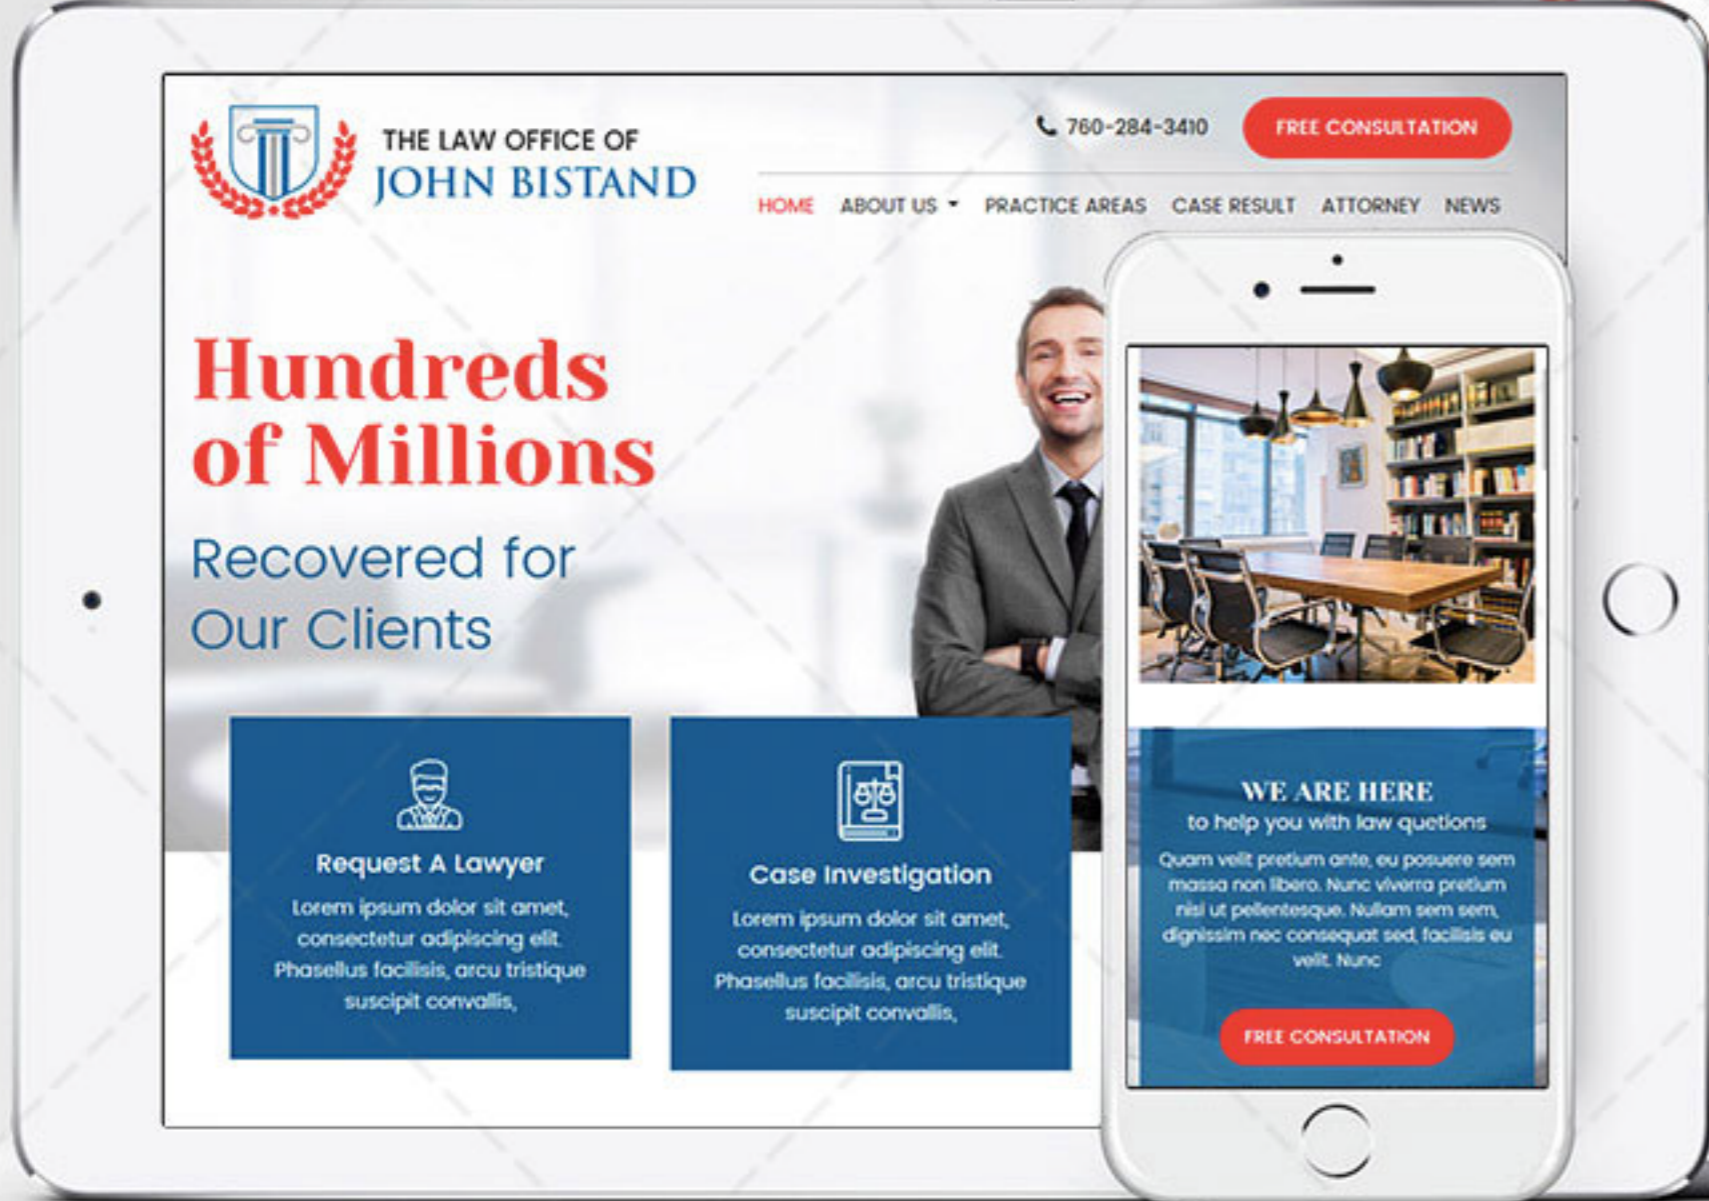 THE LAW OFFICE OF
JOHN BISTAND
760-284-3410
FREE CONSULTATION
HOME ABOUT US PRACTICE AREAS CASE RESULT ATTORNEY NEWS
Hundreds
of Millions
Recovered for
Our Clients
Request A Lawyer
Lorem ipsum dolor sit amet,
consectetur adipiscing elit.
Phasellus facilisis, arcu tristique
suscipit convallis,
Case Investigation
Lorem ipsum dolor sit amet,
consectetur adipiscing elit.
Phasellus facilisis, arcu tristique
suscipit convallis,
WE ARE HERE
to help you with law quetions
Quam velit pretium ante, eu posuere sem
massa non libero. Nunc viverra pretium
nisi ut pellentesque. Nullam sem sem,
dignissim nec consequat sed, facilisis eu
velit. Nunc
FREE CONSULTATION